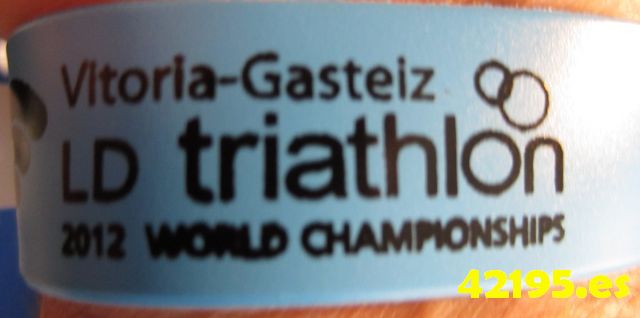 Vitoria-Gasteiz
LD triathlon
2012 WORLD CHAMPIONSHIPS
42195.es